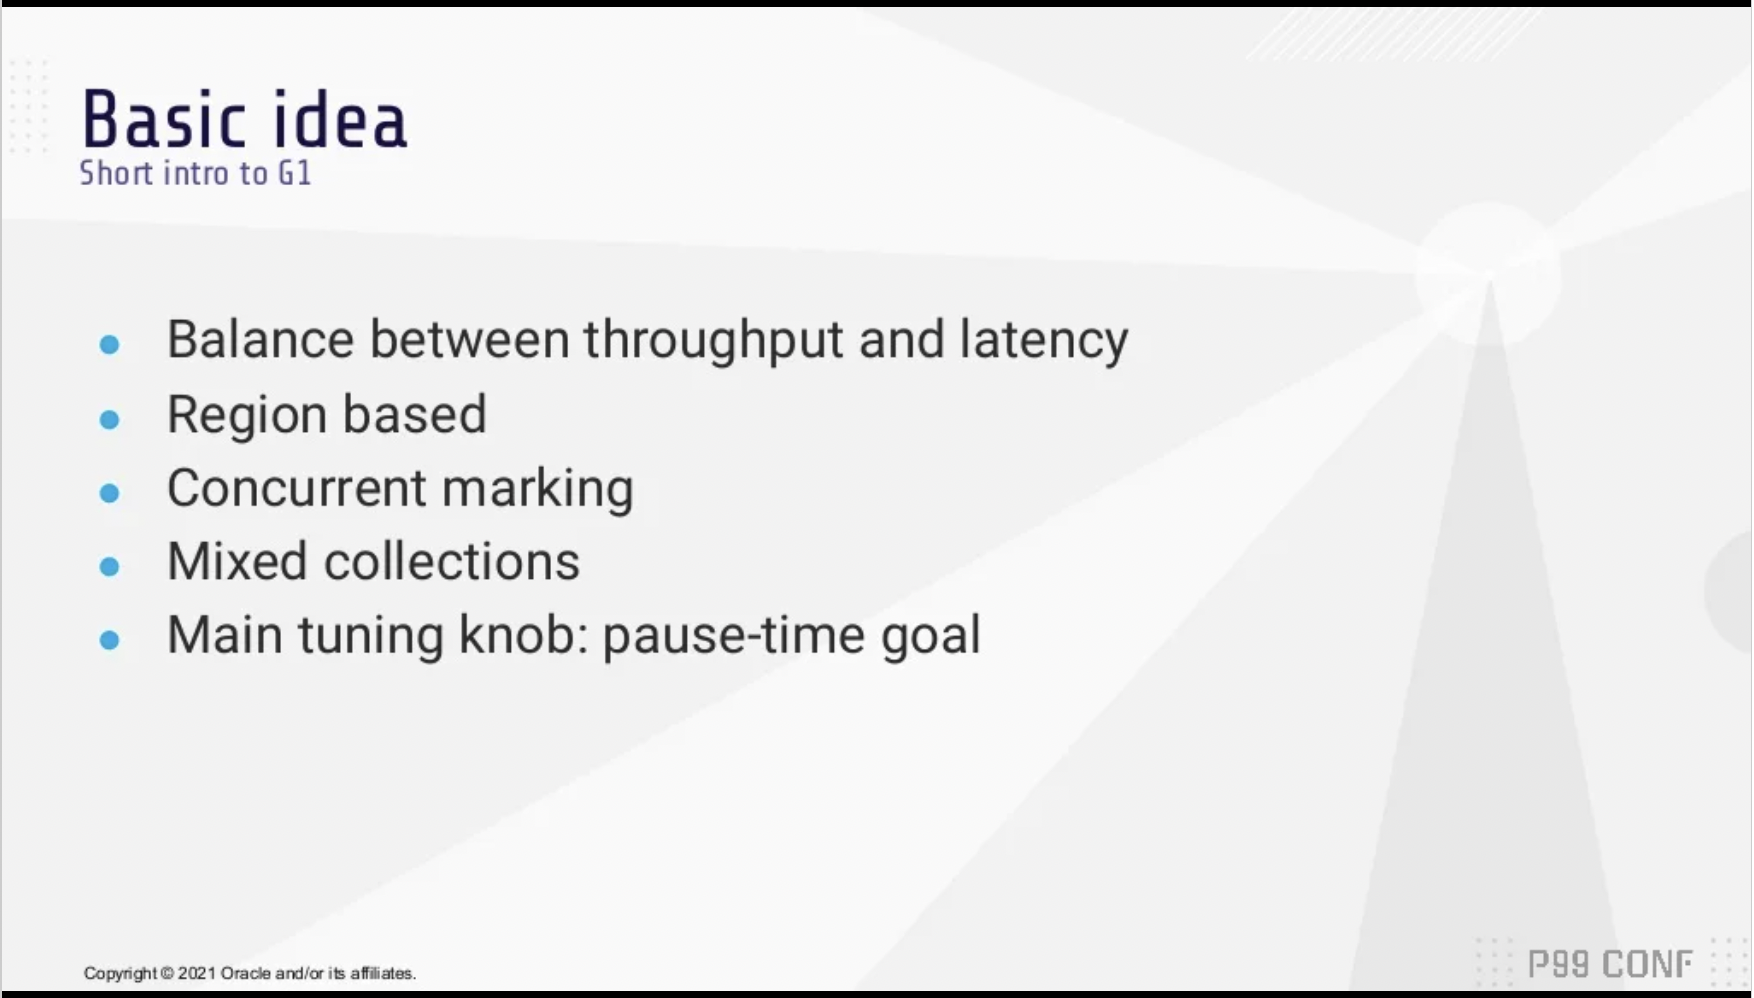 Basic idea
Short intro to G1
Balance between throughput and latency
Region based
Concurrent marking
Mixed collections
Main tuning knob: pause-time goal
Copyright © 2021 Oracle and/or its affiliates.
P99 CONF